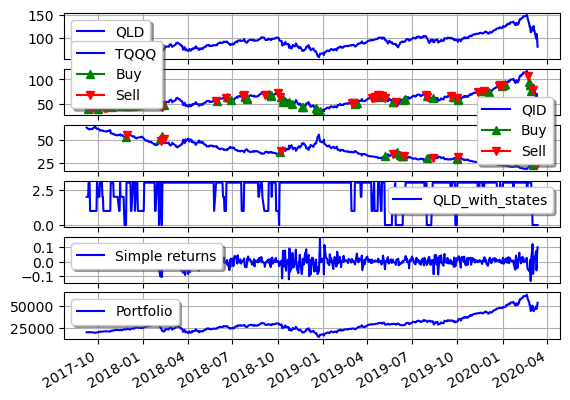 150
100
QLD
100
50
TQQQ
Buy
Sell
50
25
QID
Buy
Sell
2.5
0.0
QLD_with_states
0.1
0.0
−0.1
Simple returns
50000
25000
Portfolio
2017-10
2018-01
2018-04
2018-07
2018-10
2019-01
2019-04
2019-07
2019-10
2020-01
2020-04